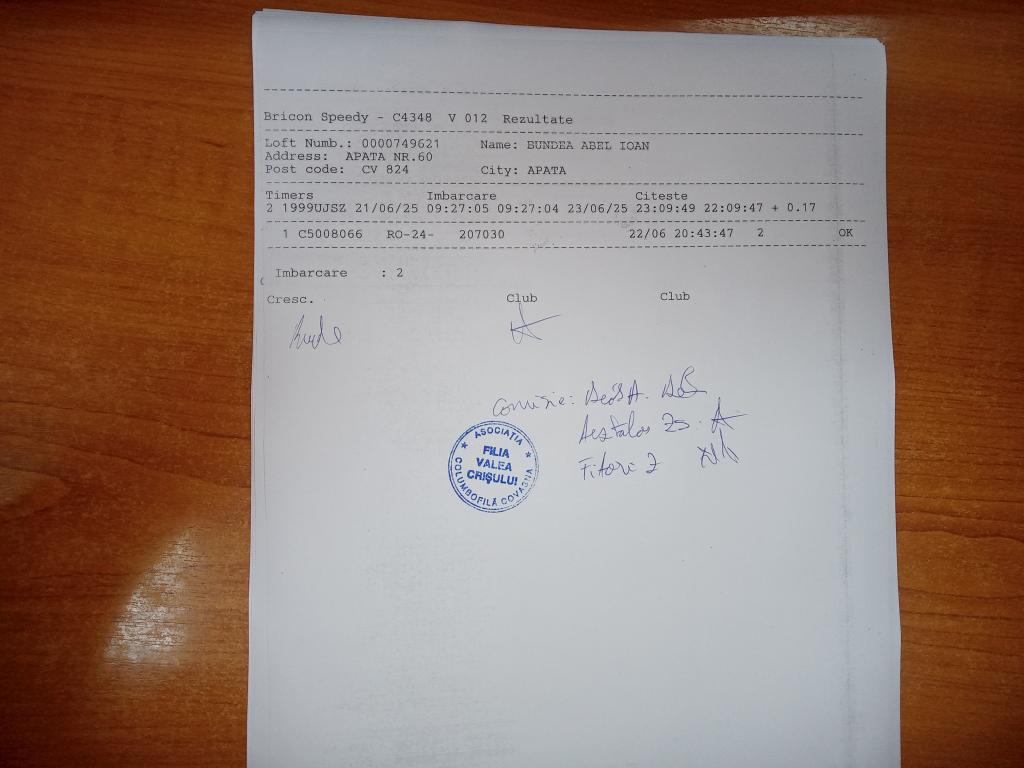 Bricon Speedy - C4348 V 012 Rezultate
Loft Numb.: 0000749621 Name: BUNDEA ABEL IOAN
Address: APATA NR.60
Post code: CV 824 City: APATA
Timers Imbarcare Citeste
2 1999UJSZ 21/06/25 09:27:05 09:27:04 23/06/25 23:09:49 22:09:47 + 0.17
1 C5008066 RO-24- 207030 22/06 20:43:47 2 OK
Imbarcare : 2
Cresc. Club Club
Comisie:
ASOCIAȚIA
FILIA
VALEA
CRIȘULUI
COLUMBOFILĂ COVASNA